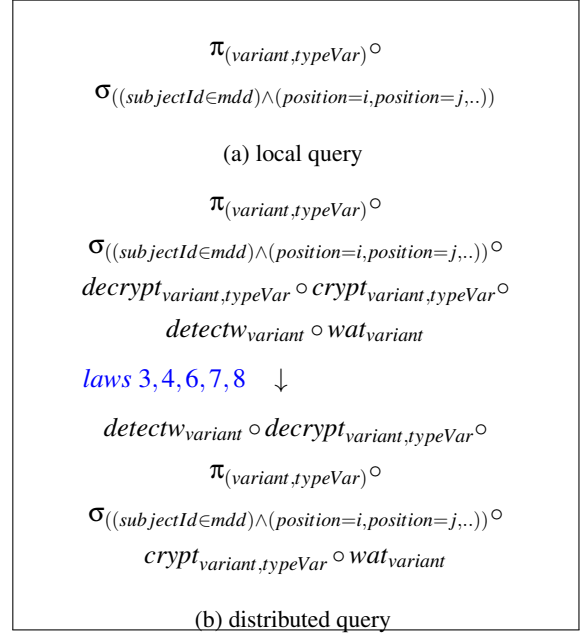 π(variant,typeVar)∘
σ((subjectId∈mdd)∧(position=i,position=j,..))
(a) local query
π(variant,typeVar)∘
σ((subjectId∈mdd)∧(position=i,position=j,..))∘
decryptvariant,typeVar ∘ cryptvariant,typeVar∘
detectwvariant ∘ watvariant
laws 3,4,6,7,8 ↓
detectwvariant ∘ decryptvariant,typeVar∘
π(variant,typeVar)∘
σ((subjectId∈mdd)∧(position=i,position=j,..))∘
cryptvariant,typeVar ∘ watvariant
(b) distributed query